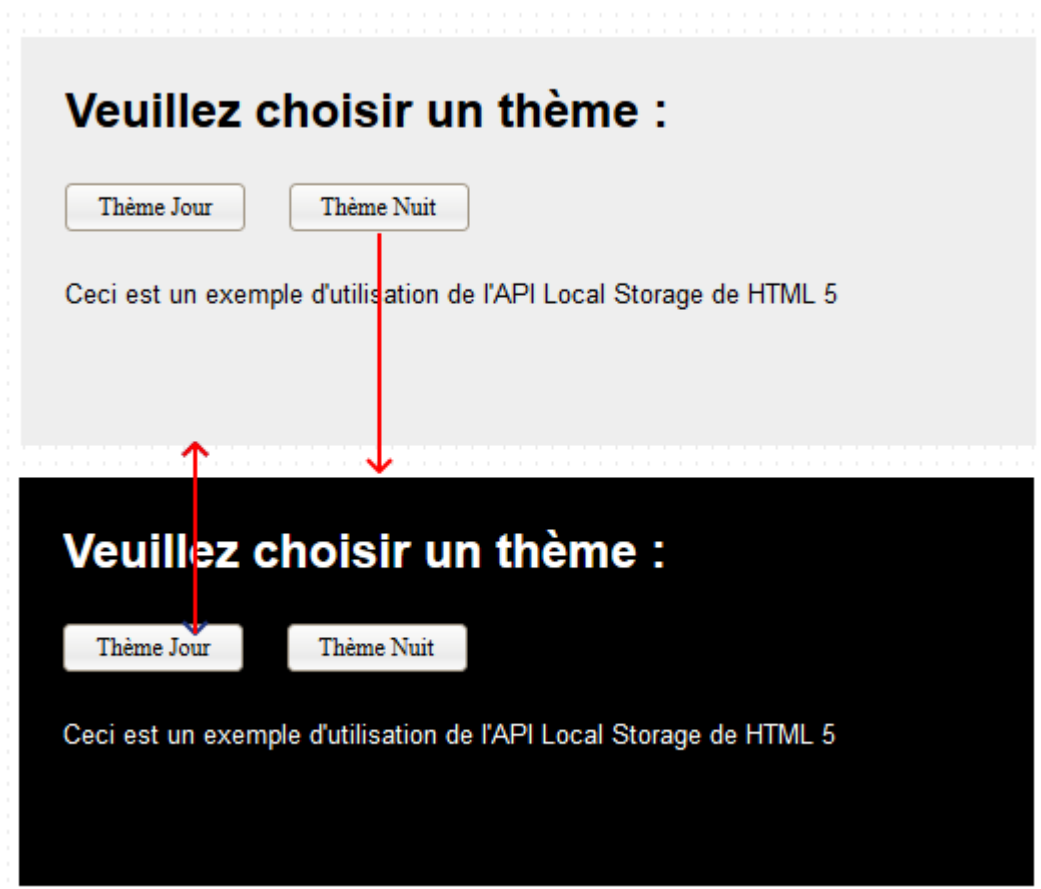 Veuillez choisir un thème :
Thème Jour Thème Nuit
Ceci est un exemple d'utilisation de l'API Local Storage de HTML 5
Veuillez choisir un thème :
Thème Jour Thème Nuit
Ceci est un exemple d'utilisation de l'API Local Storage de HTML 5